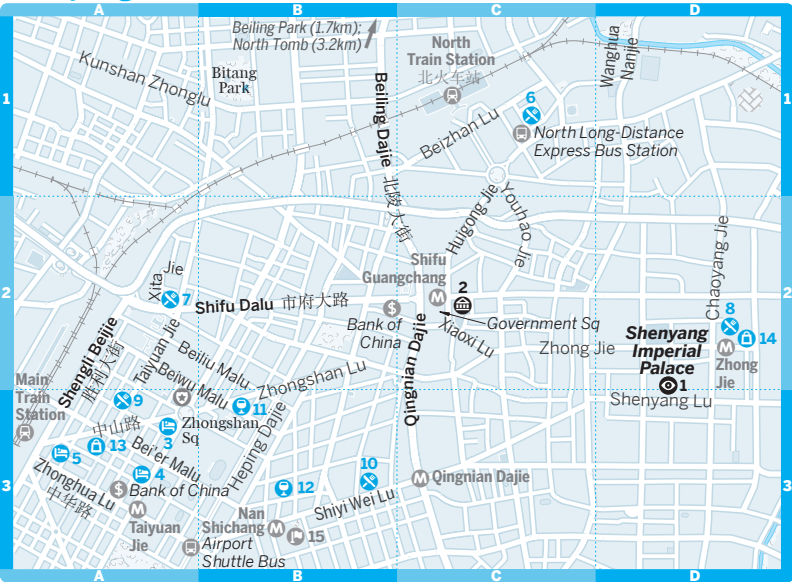 A
B
C
D
Beiling Park (1.7km);
North Tomb (3.2km)
North
Train Station
北火车站
Wanghua
Nanjie
Kunshan Zhonglu
Bitang
Park
1
1
Beiling Dajie 北陵大街
6
Beizhan Lu
North Long-Distance
Express Bus Station
Huigong Jie
Youhao Jie
Chaoyang Jie
Xita Jie
7
2
2
Shifu Dalu 市府大路
Shifu
Guangchang
2
Bank of
China
Government Sq
Xiaoxi Lu
Zhong Jie
8
14
Shenyang
Imperial
Palace
1
Zhong
Jie
Shenyang Lu
Shengli Beijie
胜利大街
Taiyuan Jie
Beiliu Malu
Beiwu Malu
Zhongshan Lu
Qingnian Dajie
Main
Train
Station
9
11
中山路
3
Zhongshan
Sq
Heping Dajie
5
13
Bei'er Malu
4
Zhonghua Lu
中华路
Bank of China
10
12
Qingnian Dajie
3
3
Shiyi Wei Lu
Taiyuan
Jie
Nan
Shichang
15
Airport
Shuttle Bus
A
B
C
D